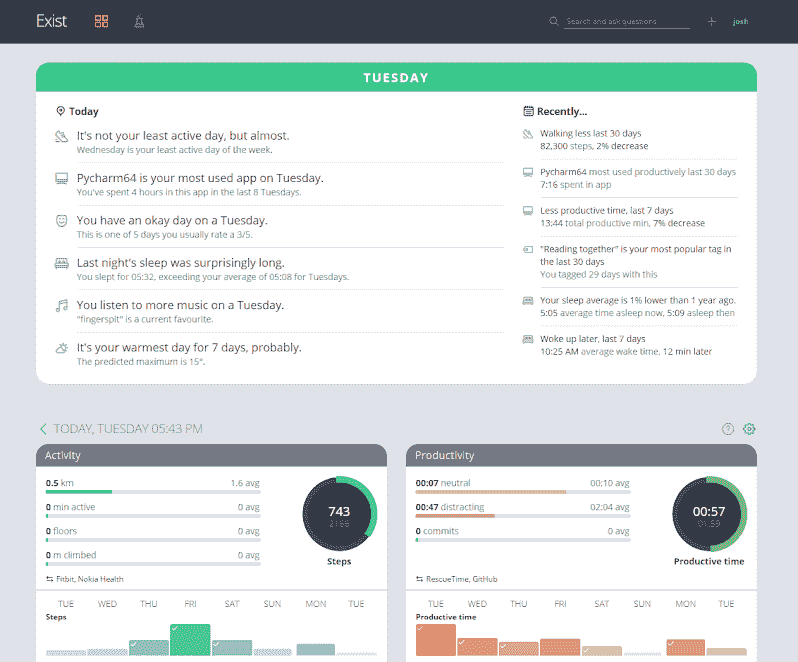 Exist
Search and ask questions
josh
TUESDAY
Today
It's not your least active day, but almost.
Wednesday is your least active day of the week.
Pycharm64 is your most used app on Tuesday.
You've spent 4 hours in this app in the last 8 Tuesdays.
You have an okay day on a Tuesday.
This is one of 5 days you usually rate a 3/5.
Last night's sleep was surprisingly long.
You slept for 05:32, exceeding your average of 05:08 for Tuesdays.
You listen to more music on a Tuesday.
"fingerspit" is a current favourite.
It's your warmest day for 7 days, probably.
The predicted maximum is 15°.
Recently...
Walking less last 30 days
82,300 steps, 2% decrease
Pycharm64 most used productively last 30 days
7:16 spent in app
Less productive time, last 7 days
13:44 total productive min, 7% decrease
"Reading together" is your most popular tag in
the last 30 days
You tagged 29 days with this
Your sleep average is 1% lower than 1 year ago.
5:05 average time asleep now, 5:09 asleep then
Woke up later, last 7 days
10:25 AM average wake time, 12 min later
TODAY, TUESDAY 05:43 PM
Activity
0.5 km 1.6 avg
0 min active 0 avg
0 floors 0 avg
0 m climbed 0 avg
743
Steps
Fitbit, Nokia Health
TUE WED THU FRI SAT SUN MON TUE
Steps
Productivity
00:07 neutral 00:10 avg
00:47 distracting 02:04 avg
0 commits 0 avg
00:57
01:59
Productive time
RescueTime, GitHub
TUE WED THU FRI SAT SUN MON TUE
Productive time